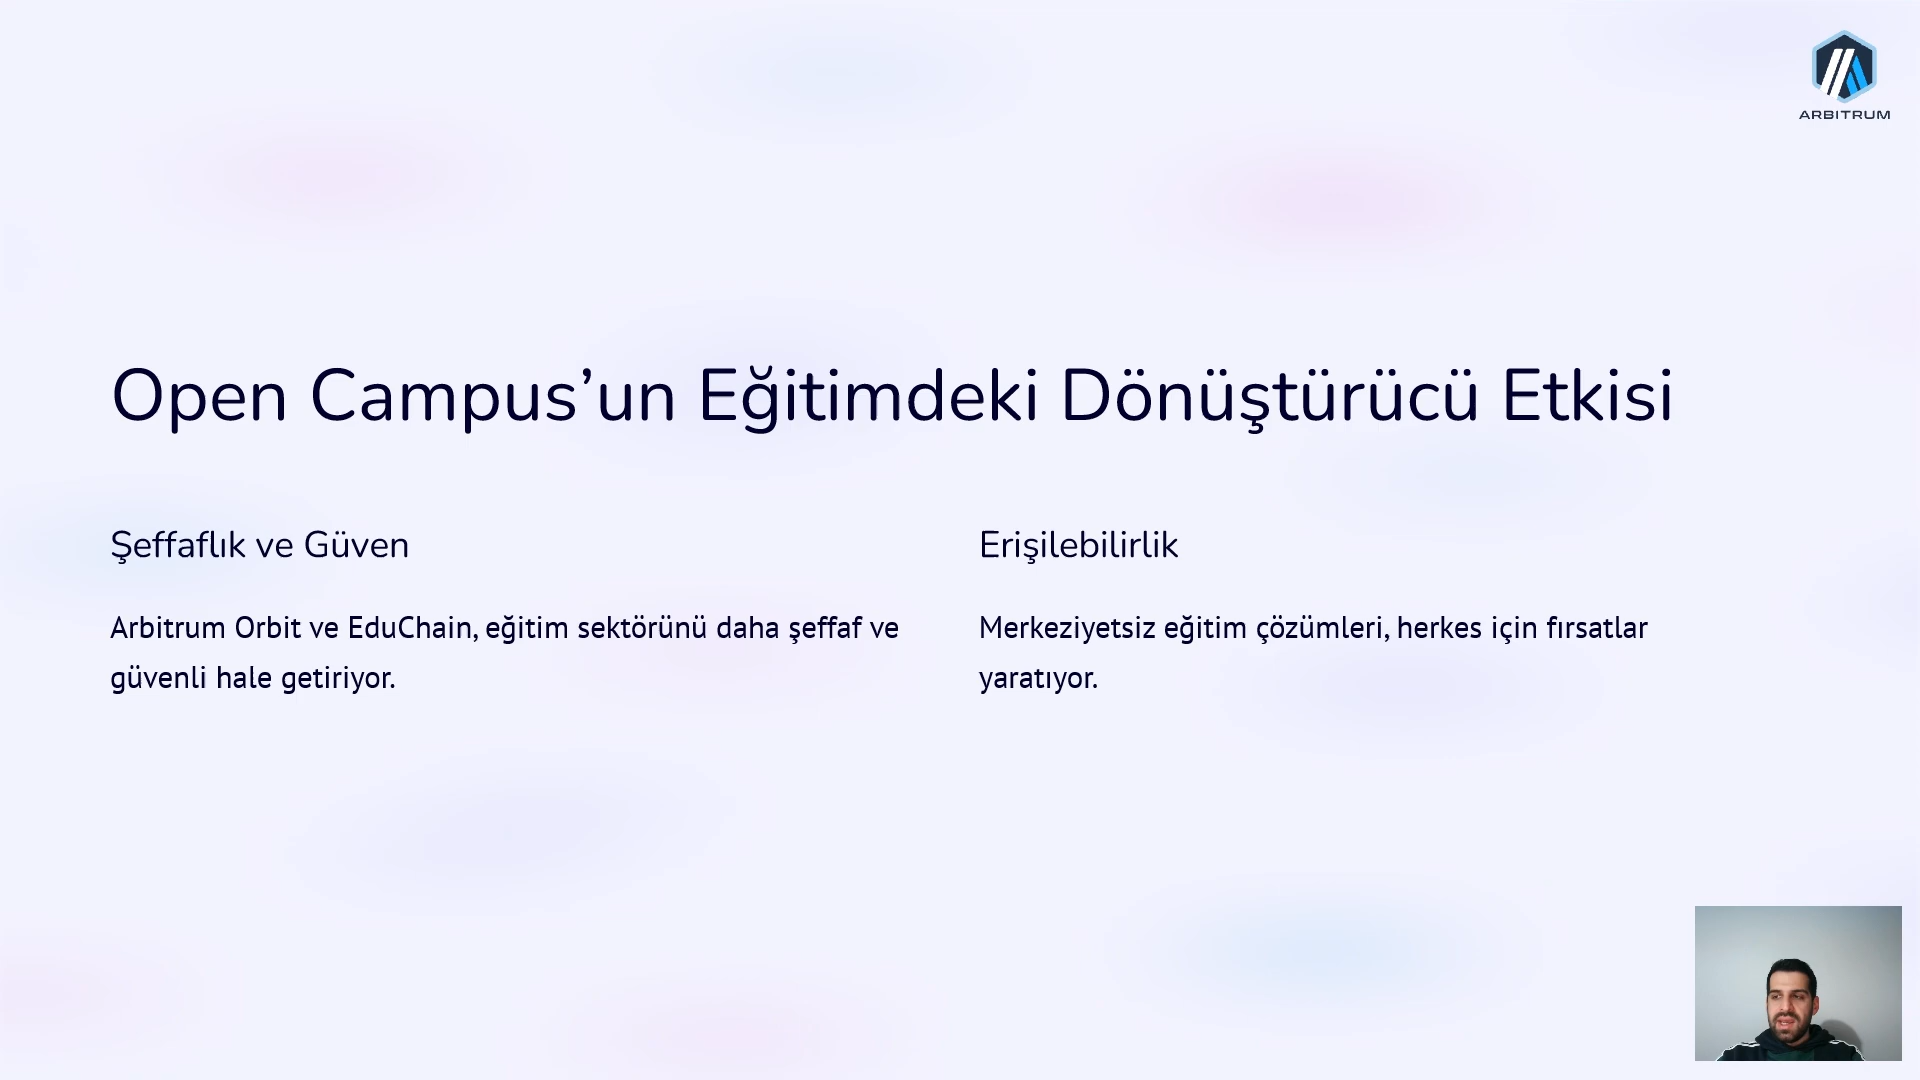 ARBITRUM
Open Campus’un Eğitimdeki Dönüştürücü Etkisi
Şeffaflık ve Güven
Arbitrum Orbit ve EduChain, eğitim sektörünü daha şeffaf ve
güvenli hale getiriyor.
Erişilebilirlik
Merkeziyetsiz eğitim çözümleri, herkes için fırsatlar
yaratıyor.